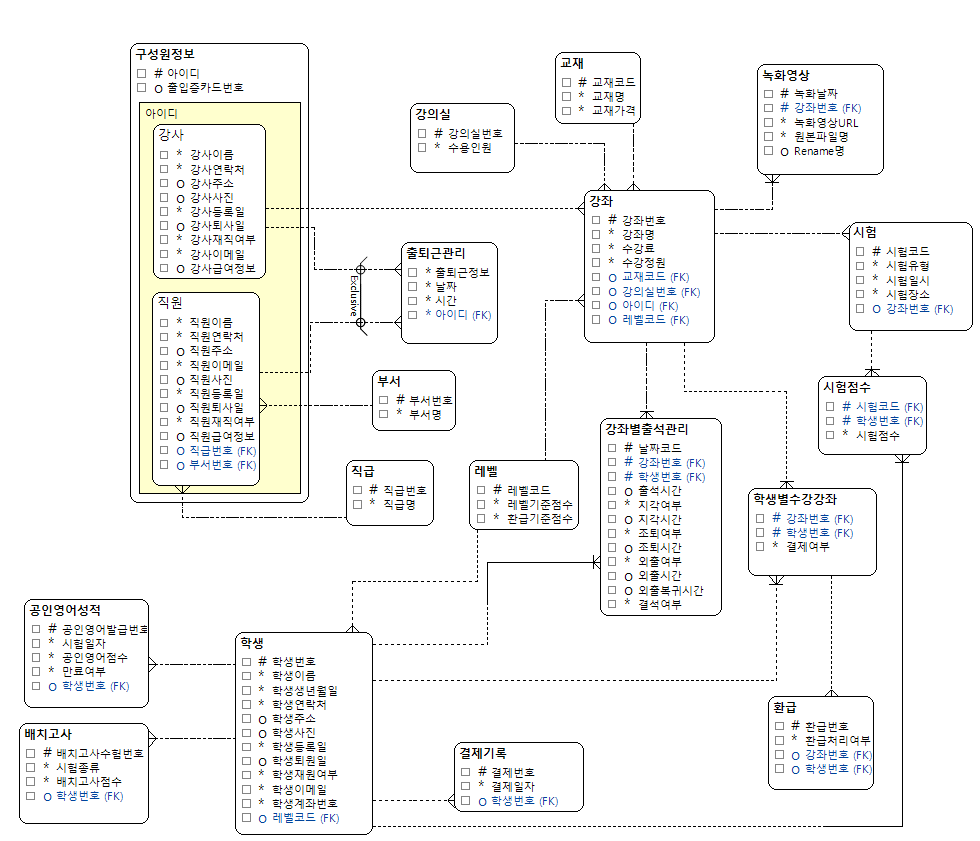 구성원정보
# 아이디
o 출입증카드번호
아이디
강사
* 강사이름
* 강사연락처
o 강사주소
o 강사사진
* 강사등록일
o 강사퇴사일
* 강사재직여부
* 강사이메일
o 강사급여정보
직원
* 직원이름
* 직원연락처
o 직원주소
* 직원이메일
o 직원사진
* 직원등록일
o 직원퇴사일
* 직원재직여부
o 직원급여정보
o 직급번호 (FK)
o 부서번호 (FK)
강의실
# 강의실번호
* 수용인원
교재
# 교재코드
* 교재명
* 교재가격
녹화영상
# 녹화날짜
# 강좌번호 (FK)
* 녹화영상URL
* 원본파일명
o Rename명
강좌
# 강좌번호
* 강좌명
* 수강료
* 수강정원
o 교재코드 (FK)
o 강의실번호 (FK)
o 아이디 (FK)
o 레벨코드 (FK)
시험
# 시험코드
* 시험유형
* 시험일시
* 시험장소
o 강좌번호 (FK)
Exclusive
출퇴근관리
* 출퇴근정보
* 날짜
* 시간
* 아이디 (FK)
부서
# 부서번호
* 부서명
시험점수
# 시험코드 (FK)
# 학생번호 (FK)
* 시험점수
직급
# 직급번호
* 직급명
레벨
# 레벨코드
* 레벨기준점수
* 환급기준점수
강좌별출석관리
# 날짜코드
# 강좌번호 (FK)
# 학생번호 (FK)
o 출석시간
* 지각여부
o 지각시간
* 조퇴여부
o 조퇴시간
* 외출여부
o 외출시간
o 외출복귀시간
* 결석여부
학생별수강강좌
# 강좌번호 (FK)
# 학생번호 (FK)
* 결제여부
공인영어성적
# 공인영어발급번호
* 시험일자
* 공인영어점수
* 만료여부
o 학생번호 (FK)
학생
# 학생번호
* 학생이름
* 학생생년월일
* 학생연락처
o 학생주소
o 학생사진
* 학생등록일
o 학생퇴원일
* 학생재원여부
* 학생이메일
* 학생계좌번호
o 레벨코드 (FK)
배치고사
# 배치고사수험번호
* 시험종류
* 배치고사점수
o 학생번호 (FK)
결제기록
# 결제번호
* 결제일자
o 학생번호 (FK)
환급
# 환급번호
* 환급처리여부
o 강좌번호 (FK)
o 학생번호 (FK)